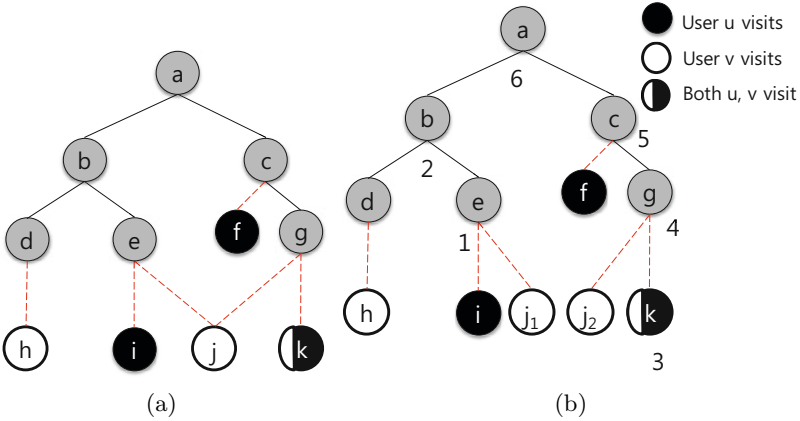 a
b
c
d
e
f
g
h
i
j
k
(a)
a
6
b
c
5
2
d
e
f
g
1
4
h
i
j1
j2
k
3
(b)
User u visits
User v visits
Both u, v visit